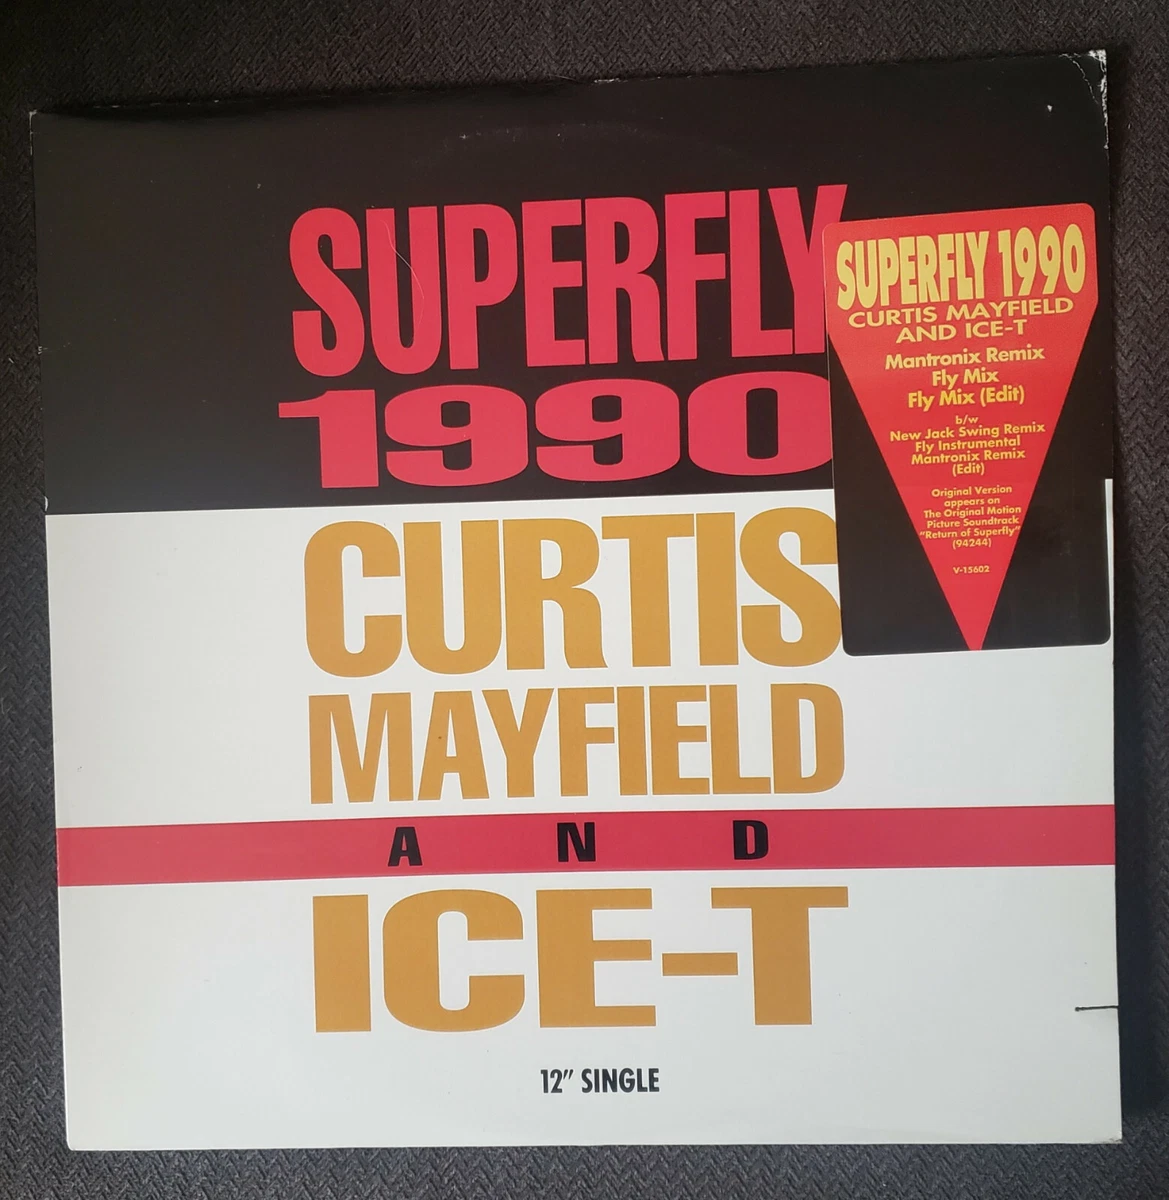 SUPERFLY
1990
CURTIS
MAYFIELD
AND
ICE-T
12" SINGLE
SUPERFLY 1990
CURTIS MAYFIELD
AND ICE-T
Mantronix Remix
Fly Mix
Fly Mix (Edit)
b/w
New Jack Swing Remix
Fly Instrumental
Mantronix Remix
(Edit)
Original Version
appears on
The Original Motion
Picture Soundtrack
"Return of Superfly"
(94244)
V-15602